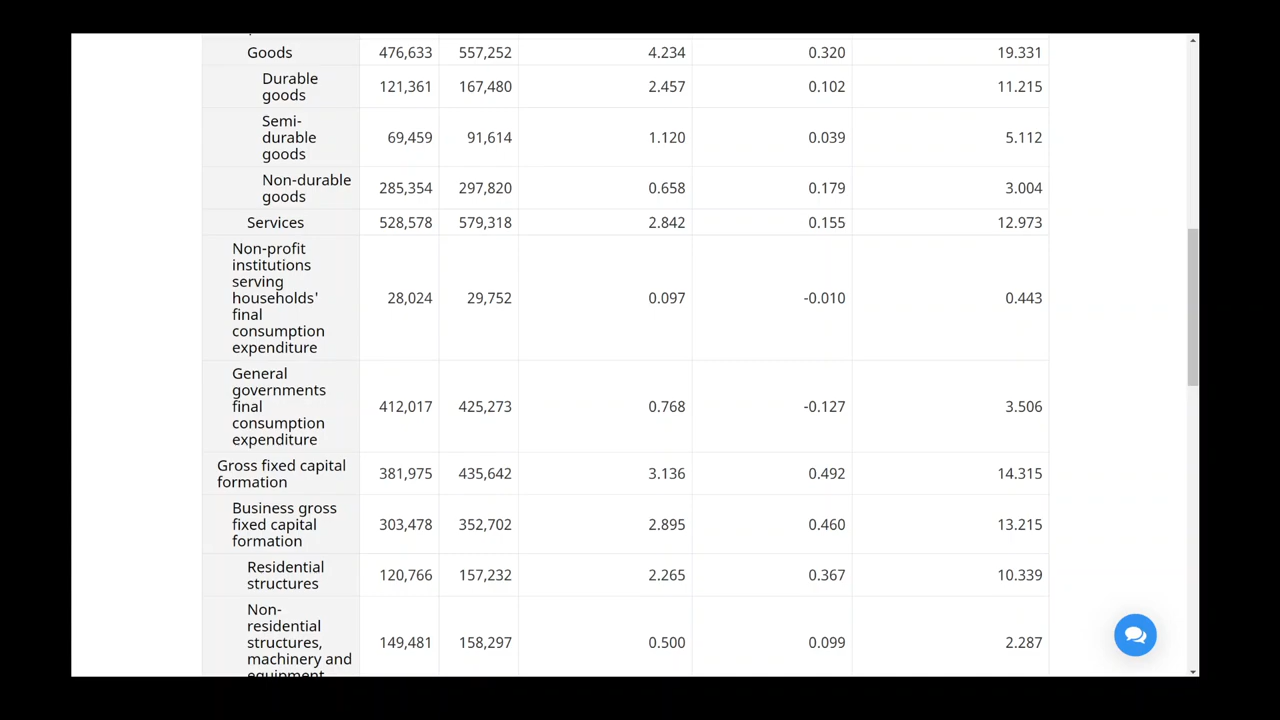 Goods 476,633 557,252 4.234 0.320 19.331
Durable
goods 121,361 167,480 2.457 0.102 11.215
Semi-
durable
goods 69,459 91,614 1.120 0.039 5.112
Non-durable
goods 285,354 297,820 0.658 0.179 3.004
Services 528,578 579,318 2.842 0.155 12.973
Non-profit
institutions
serving
households' 28,024 29,752 0.097 -0.010 0.443
final
consumption
expenditure
General
governments
final 412,017 425,273 0.768 -0.127 3.506
consumption
expenditure
Gross fixed capital
formation 381,975 435,642 3.136 0.492 14.315
Business gross
fixed capital 303,478 352,702 2.895 0.460 13.215
formation
Residential
structures 120,766 157,232 2.265 0.367 10.339
Non-
residential
structures, 149,481 158,297 0.500 0.099 2.287
machinery and
equipment